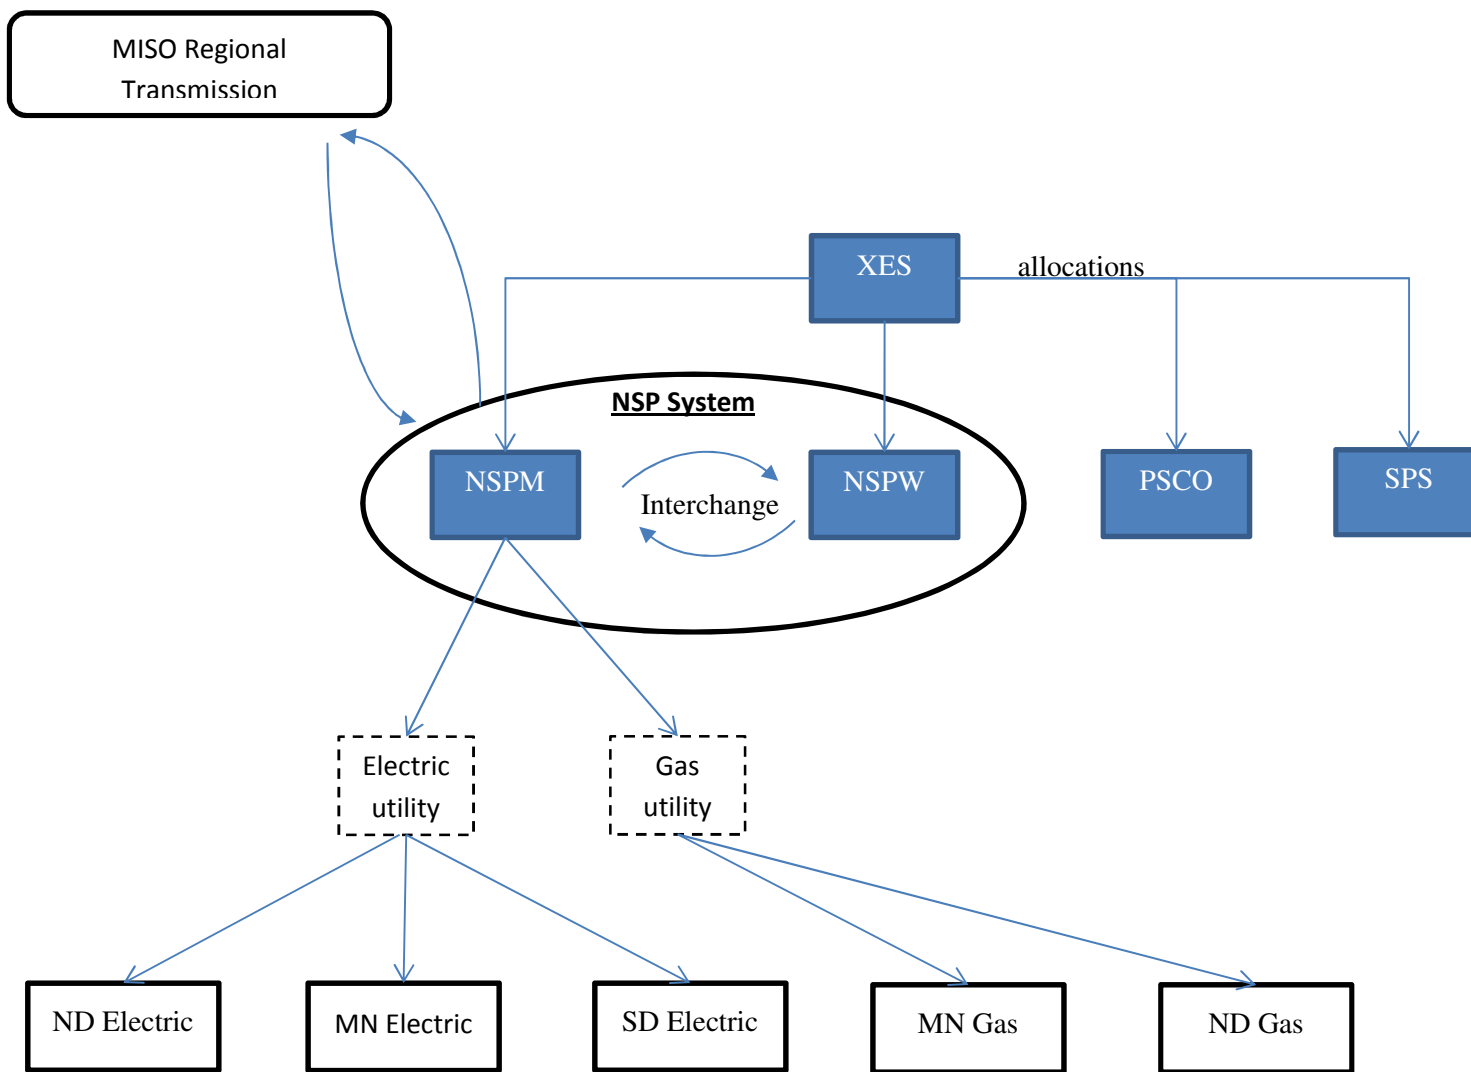 MISO Regional
Transmission
XES
allocations
NSP System
NSPM
Interchange
NSPW
PSCO
SPS
Electric
utility
Gas
utility
ND Electric
MN Electric
SD Electric
MN Gas
ND Gas